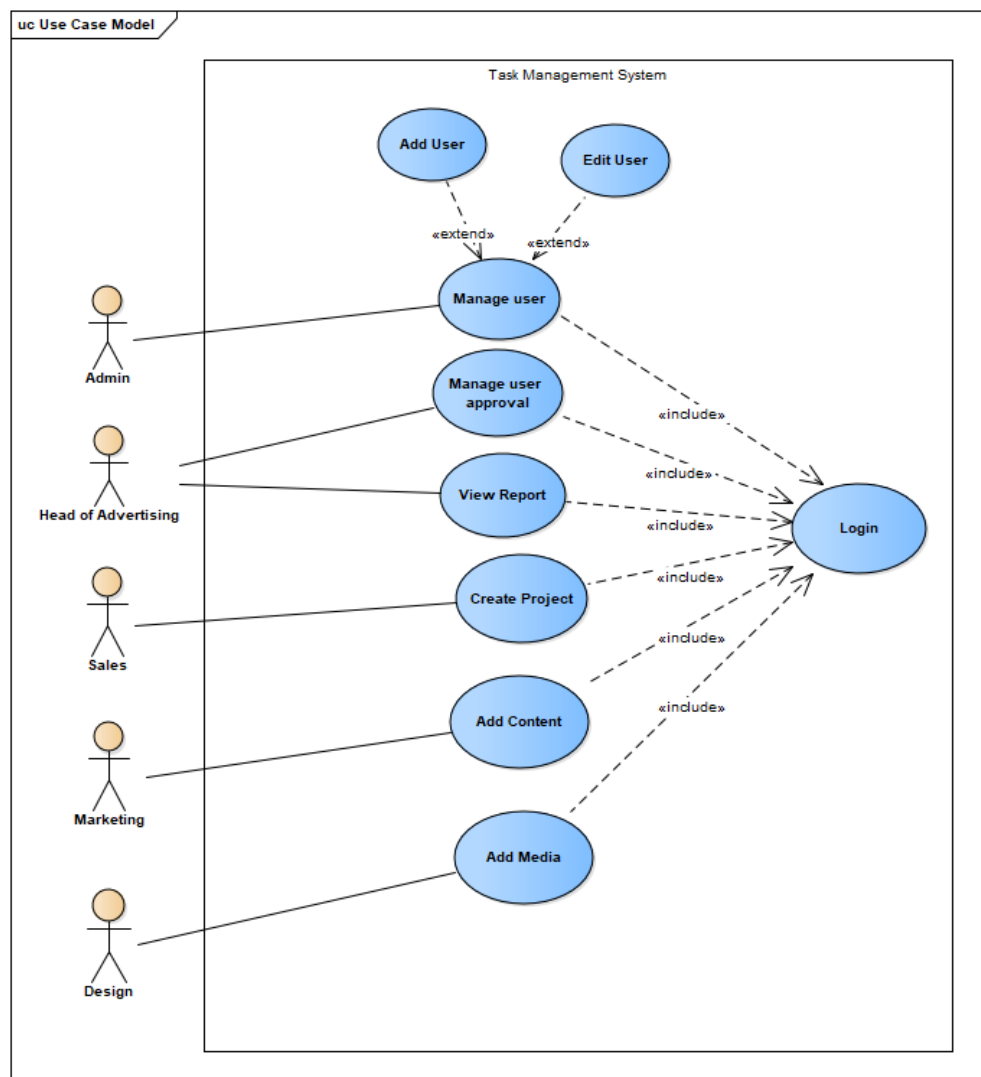 uc Use Case Model
Task Management System
Add User
Edit User
«extend»
«extend»
Manage user
Admin
Manage user
approval
«include»
Head of Advertising
«include»
View Report
«include»
Login
Create Project
«include»
Sales
«include»
Add Content
«include»
Marketing
Add Media
Design